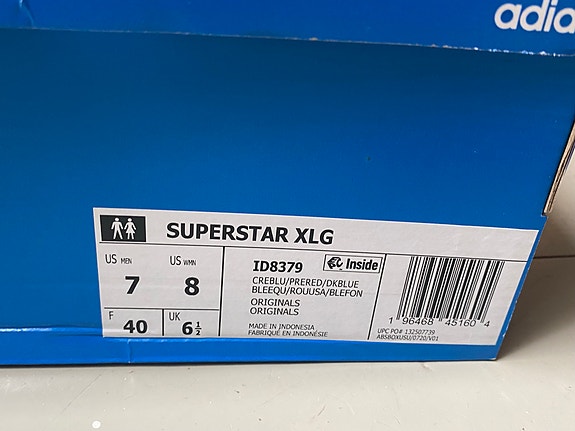 adida
SUPERSTAR XLG
US MEN
7
US WMN
8
F
40
UK
6½
ID8379
Inside
CREBLU/PRERED/DKBLUE
BLEEQU/ROUUSA/BLEFON
ORIGINALS
ORIGINALS
MADE IN INDONESIA
FABRIQUÉ EN INDONÉSIE
1 96468 45160 4
UPC PO# 132507739
ABSBOXUSU/0720/V01